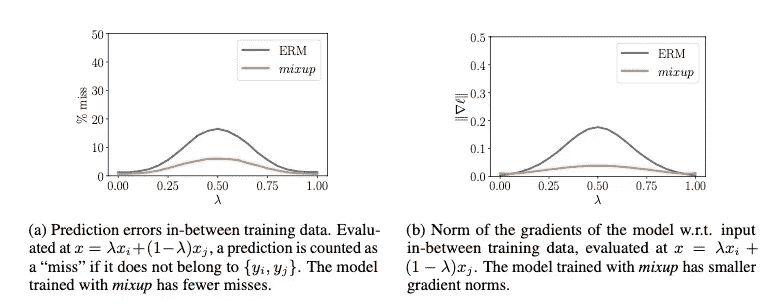 50
40
30
20
10
0
% miss
ERM
mixup
0.00 0.25 0.50 0.75 1.00
λ
0.5
0.4
0.3
0.2
0.1
0.0
‖∇ℓ‖
ERM
mixup
0.00 0.25 0.50 0.75 1.00
λ
(a) Prediction errors in-between training data. Evalu-
ated at x = λxᵢ+(1−λ)xⱼ, a prediction is counted as
a “miss” if it does not belong to {yᵢ, yⱼ}. The model
trained with mixup has fewer misses.
(b) Norm of the gradients of the model w.r.t. input
in-between training data, evaluated at x = λxᵢ +
(1 − λ)xⱼ. The model trained with mixup has smaller
gradient norms.